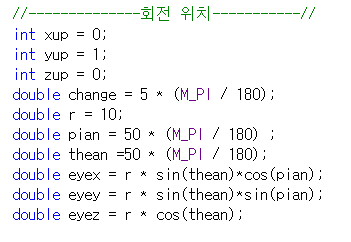 //--------------회전 위치-----------//
int xup = 0;
int yup = 1;
int zup = 0;
double change = 5 * (M_PI / 180);
double r = 10;
double pian = 50 * (M_PI / 180) ;
double thean =50 * (M_PI / 180);
double eyex = r * sin(thean)*cos(pian);
double eyey = r * sin(thean)*sin(pian);
double eyez = r * cos(thean);